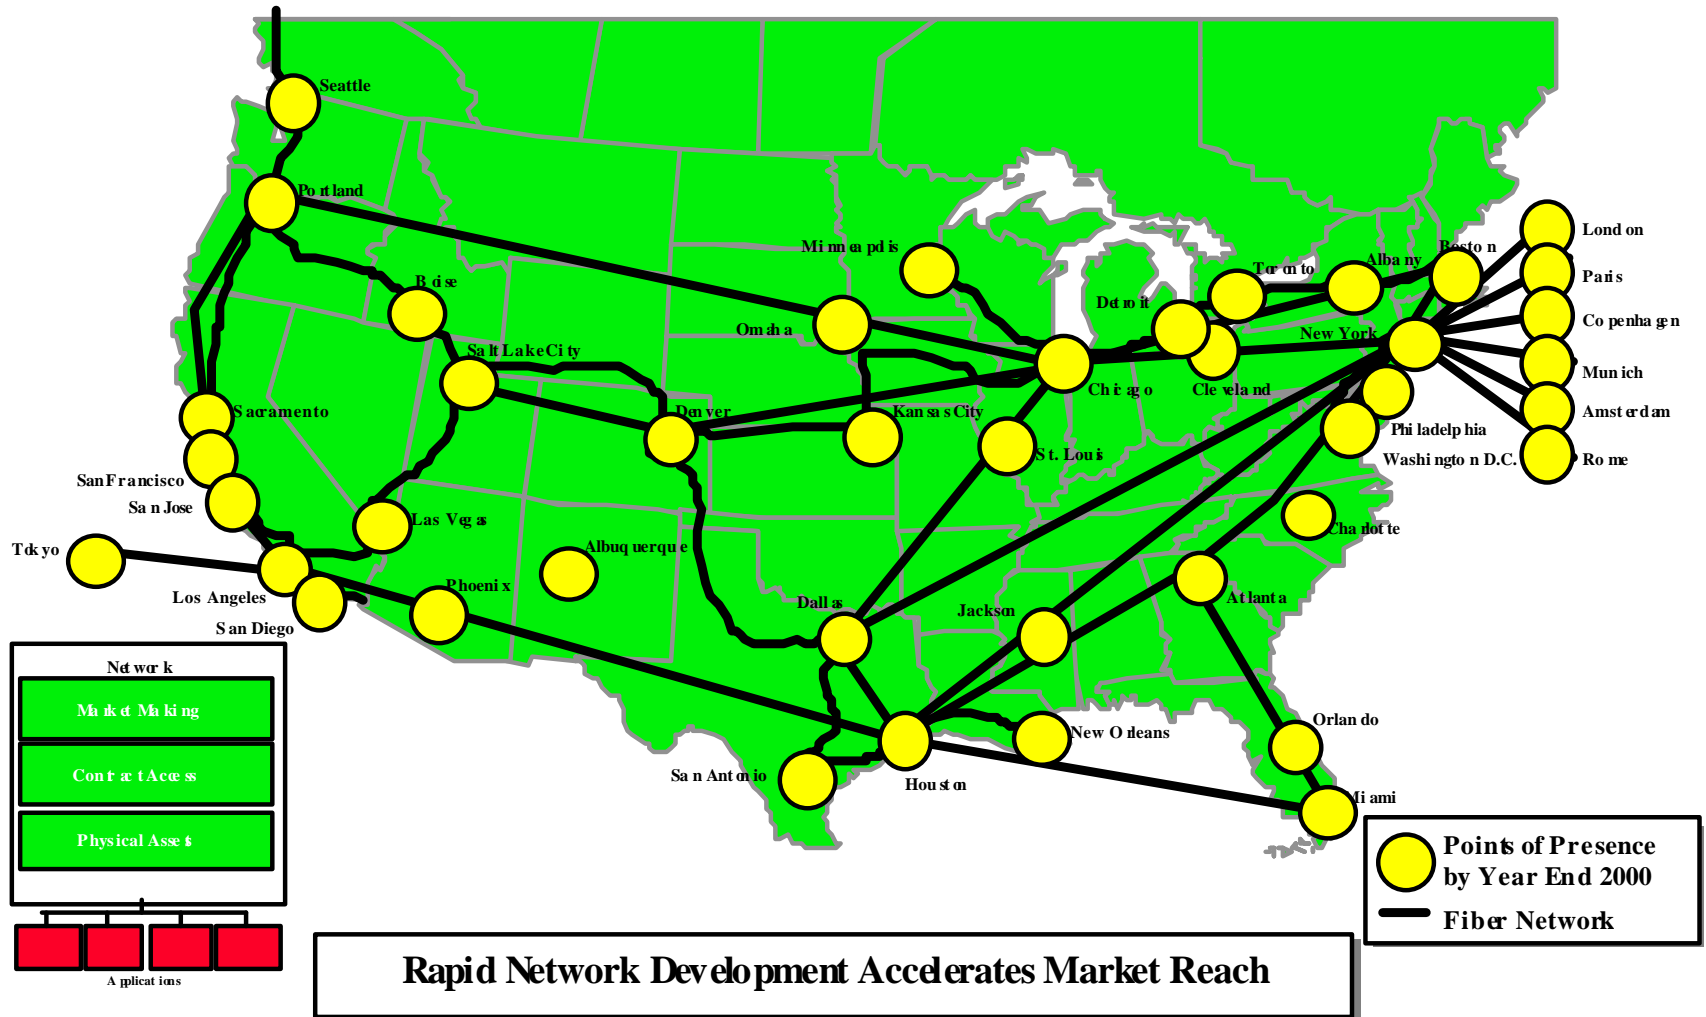 Seattle
Portland
Boise
Salt Lake City
Minneapolis
Omaha
Denver
Kansas City
St. Louis
Chicago
Detroit
Toronto
Albany
Boston
New York
Cleveland
London
Paris
Copenhagen
Munich
Amsterdam
Rome
Philadelphia
Washington D.C.
Charlotte
Sacramento
San Francisco
San Jose
Tokyo
Los Angeles
San Diego
Las Vegas
Phoenix
Albuquerque
Dallas
Jackson
Atlanta
San Antonio
Houston
New Orleans
Orlando
Miami
Network
Market Making
Contract Access
Physical Assets
Applications
Points of Presence
by Year End 2000
Fiber Network
Rapid Network Development Accelerates Market Reach